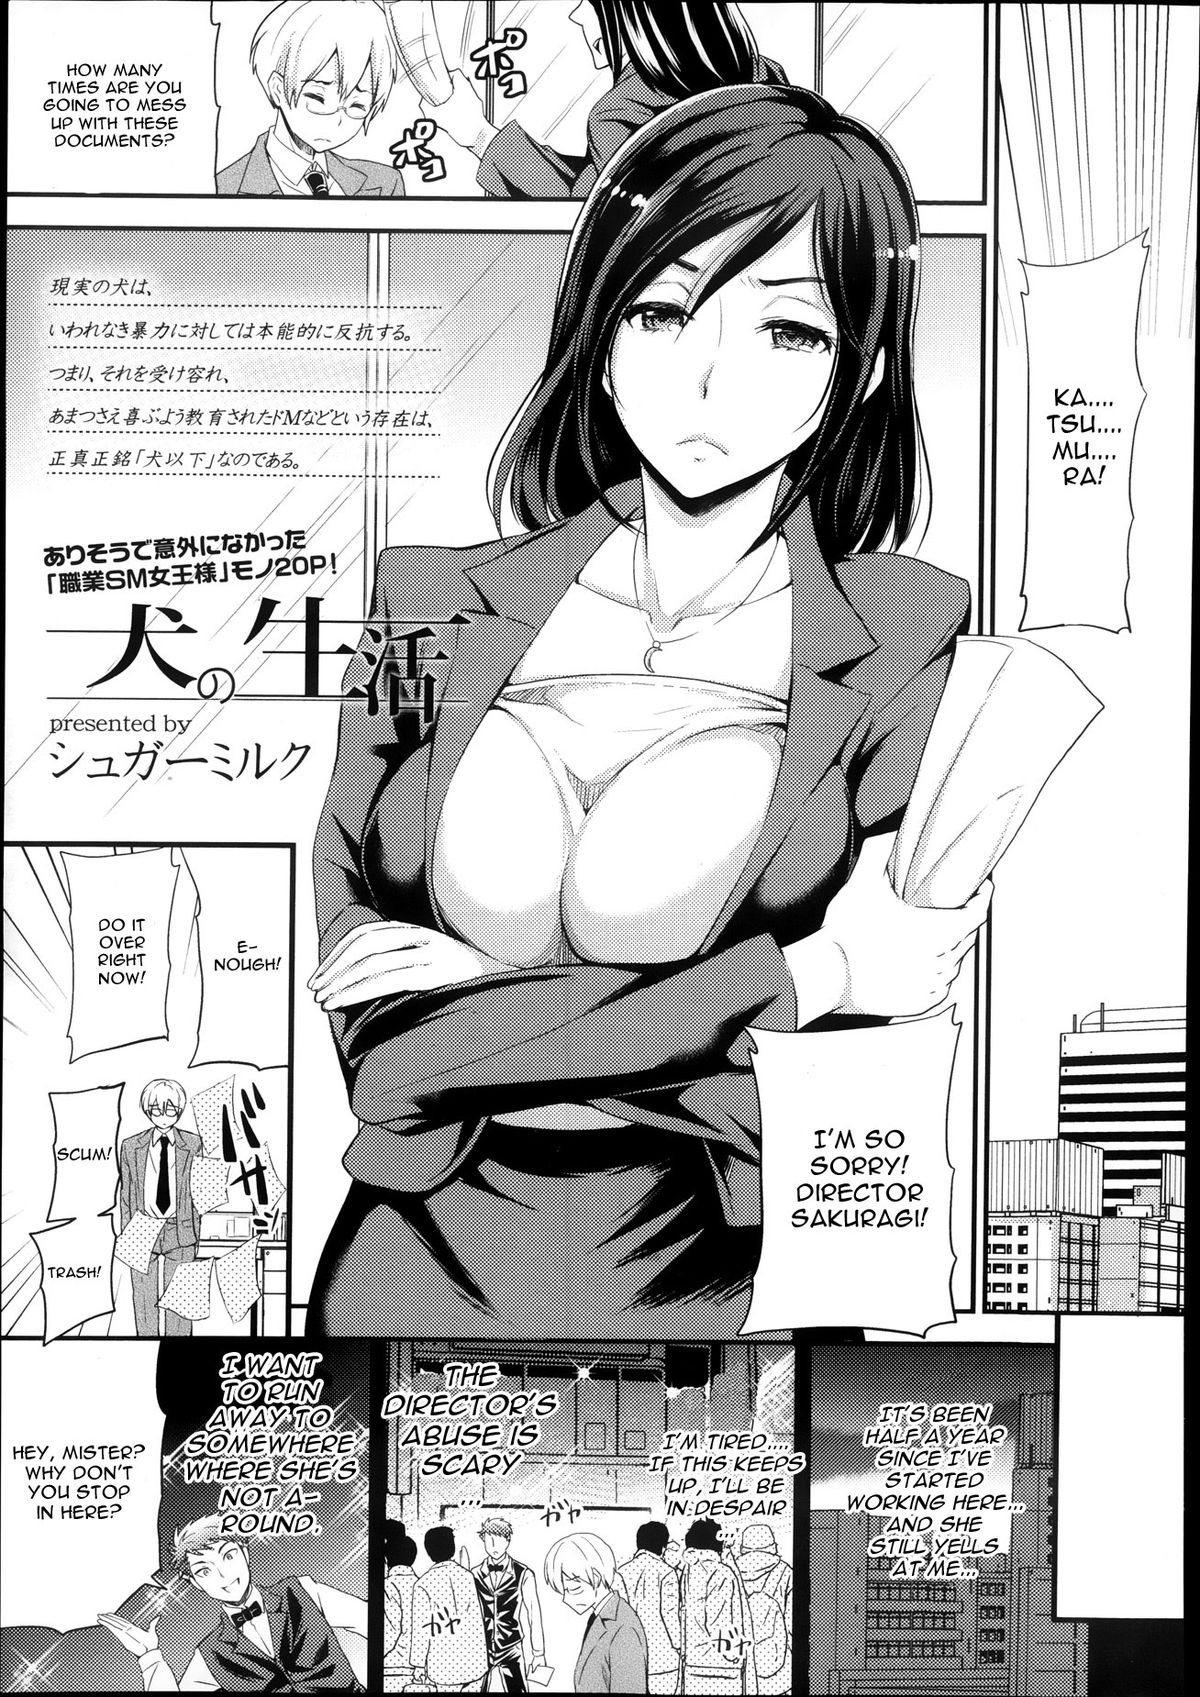 HOW MANY
TIMES ARE YOU
GOING TO MESS
UP WITH THESE
DOCUMENTS?
ポコ
ポコ
KA....
TSU....
MU....
RA!
現実の犬は、
いわれなき暴力に対しては本能的に反抗する。
つまり、それを受け容れ、
あまつさえ喜ぶよう教育されたドMなどという存在は、
正真正銘「犬以下」なのである。
ありそうで意外になかった
「職業SM女王様」モノ20P!
犬の生活
presented by
シュガーミルク
I'M SO
SORRY!
DIRECTOR
SAKURAGI!
E-
NOUGH!
DO IT
OVER
RIGHT
NOW!
SCUM!
TRASH!
バサッ
IT'S BEEN
HALF A YEAR
SINCE I'VE
STARTED
WORKING HERE...
AND SHE
STILL YELLS
AT ME...
I'M TIRED....
IF THIS KEEPS
UP, I'LL BE
IN DESPAIR
...
THE
DIRECTOR'S
ABUSE IS
SCARY
...
ガヤ
ガヤ
I WANT
TO RUN
AWAY TO
SOMEWHERE
WHERE SHE'S
NOT A-
ROUND.
HEY, MISTER?
WHY DON'T
YOU STOP
IN HERE?